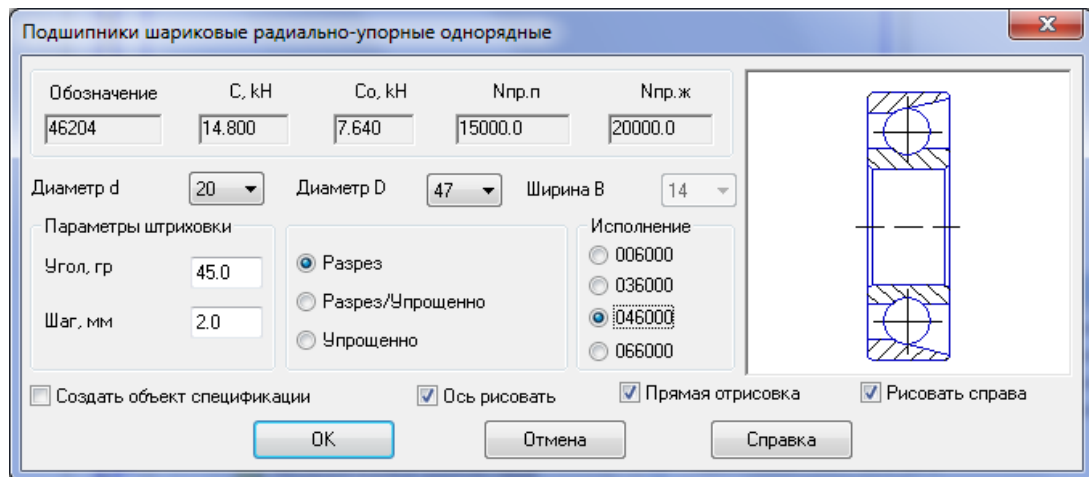 Подшипники шариковые радиально-упорные однорядные
Обозначение C, kH Co, kH Nпр.п Nпр.ж
46204 14.800 7.640 15000.0 20000.0
Диаметр d 20 Диаметр D 47 Ширина B 14
Параметры штриховки
Угол, гр 45.0
Шаг, мм 2.0
Разрез
Разрез/Упрощенно
Упрощенно
Исполнение
006000
036000
046000
066000
Создать объект спецификации Ось рисовать Прямая отрисовка Рисовать справа
OK Отмена Справка